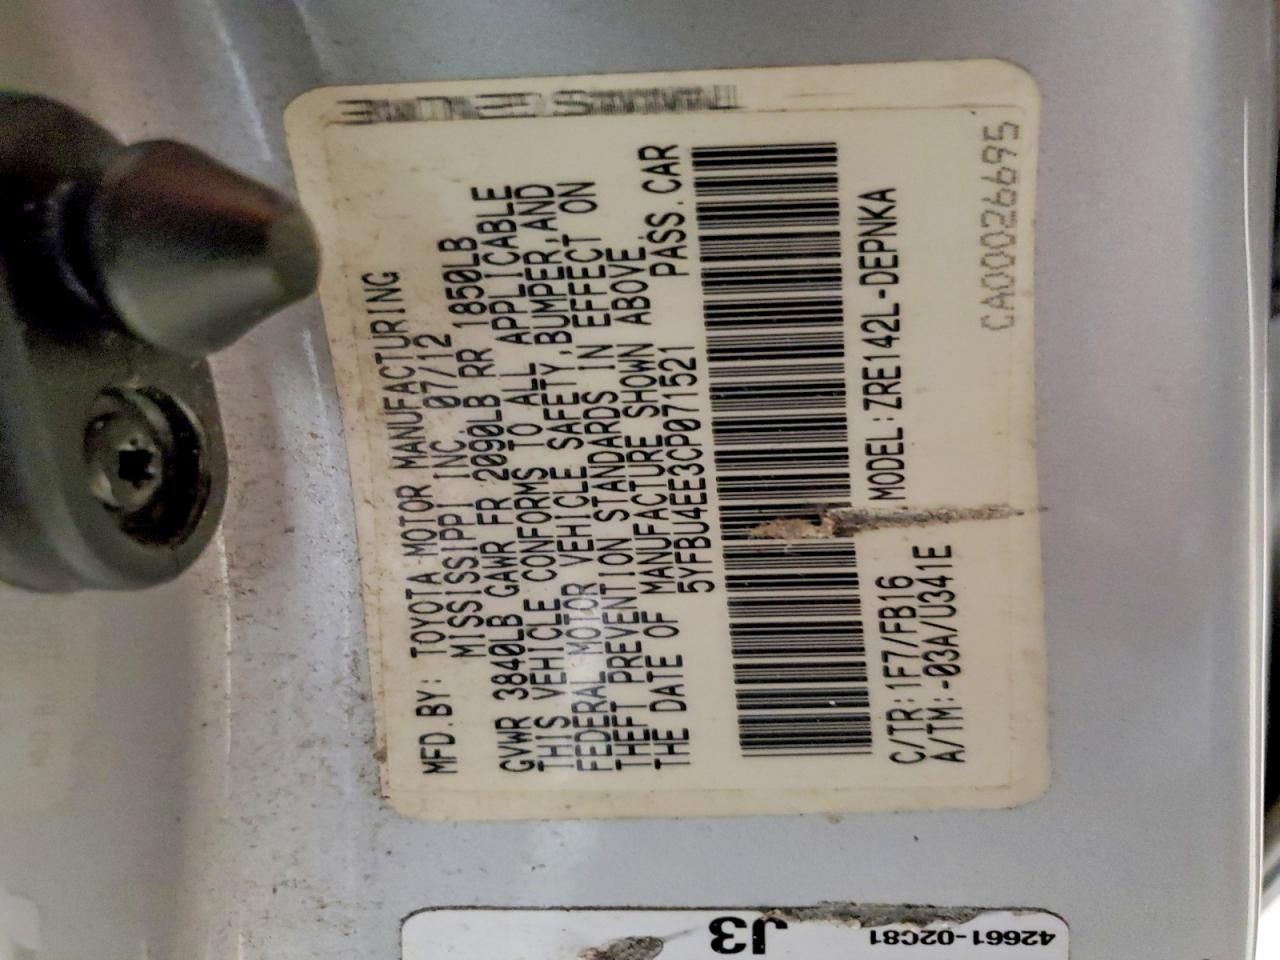 MFD.BY: TOYOTA MOTOR MANUFACTURING
MISSISSIPPI INC 07/12
GVWR 3840LB GAWR FR 2090LB RR 1850LB
THIS VEHICLE CONFORMS TO ALL APPLICABLE
FEDERAL MOTOR VEHICLE SAFETY,BUMPER,AND
THEFT PREVENTION STANDARDS IN EFFECT ON
THE DATE OF MANUFACTURE SHOWN ABOVE.
5YFBU4EE3CP071521 PASS.CAR
MODEL:ZRE142L-DEPNKA
C/TR:1F7/FB16
A/TM:-03A/U341E
CA00026695
42661-02C81
J3